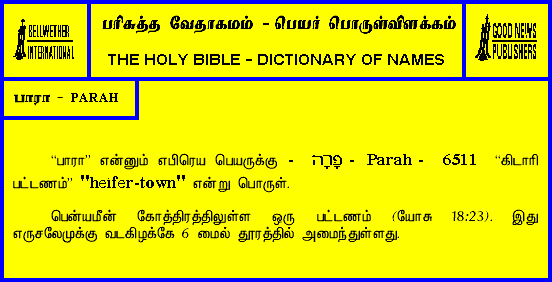 BELLWETHER
INTERNATIONAL
பரிசுத்த வேதாகமம் - பெயர் பொருள்விளக்கம்
THE HOLY BIBLE - DICTIONARY OF NAMES
GOOD NEWS
PUBLISHERS
பாரா - PARAH
“பாரா” என்னும் எபிரெய பெயருக்கு - פָּרָה - Parah - 6511 “கிடாரி
பட்டணம்” "heifer-town" என்று பொருள்.
பென்யமீன் கோத்திரத்திலுள்ள ஒரு பட்டணம் (யோசு 18:23). இது
எருசலேமுக்கு வடகிழக்கே 6 மைல் தூரத்தில் அமைந்துள்ளது.